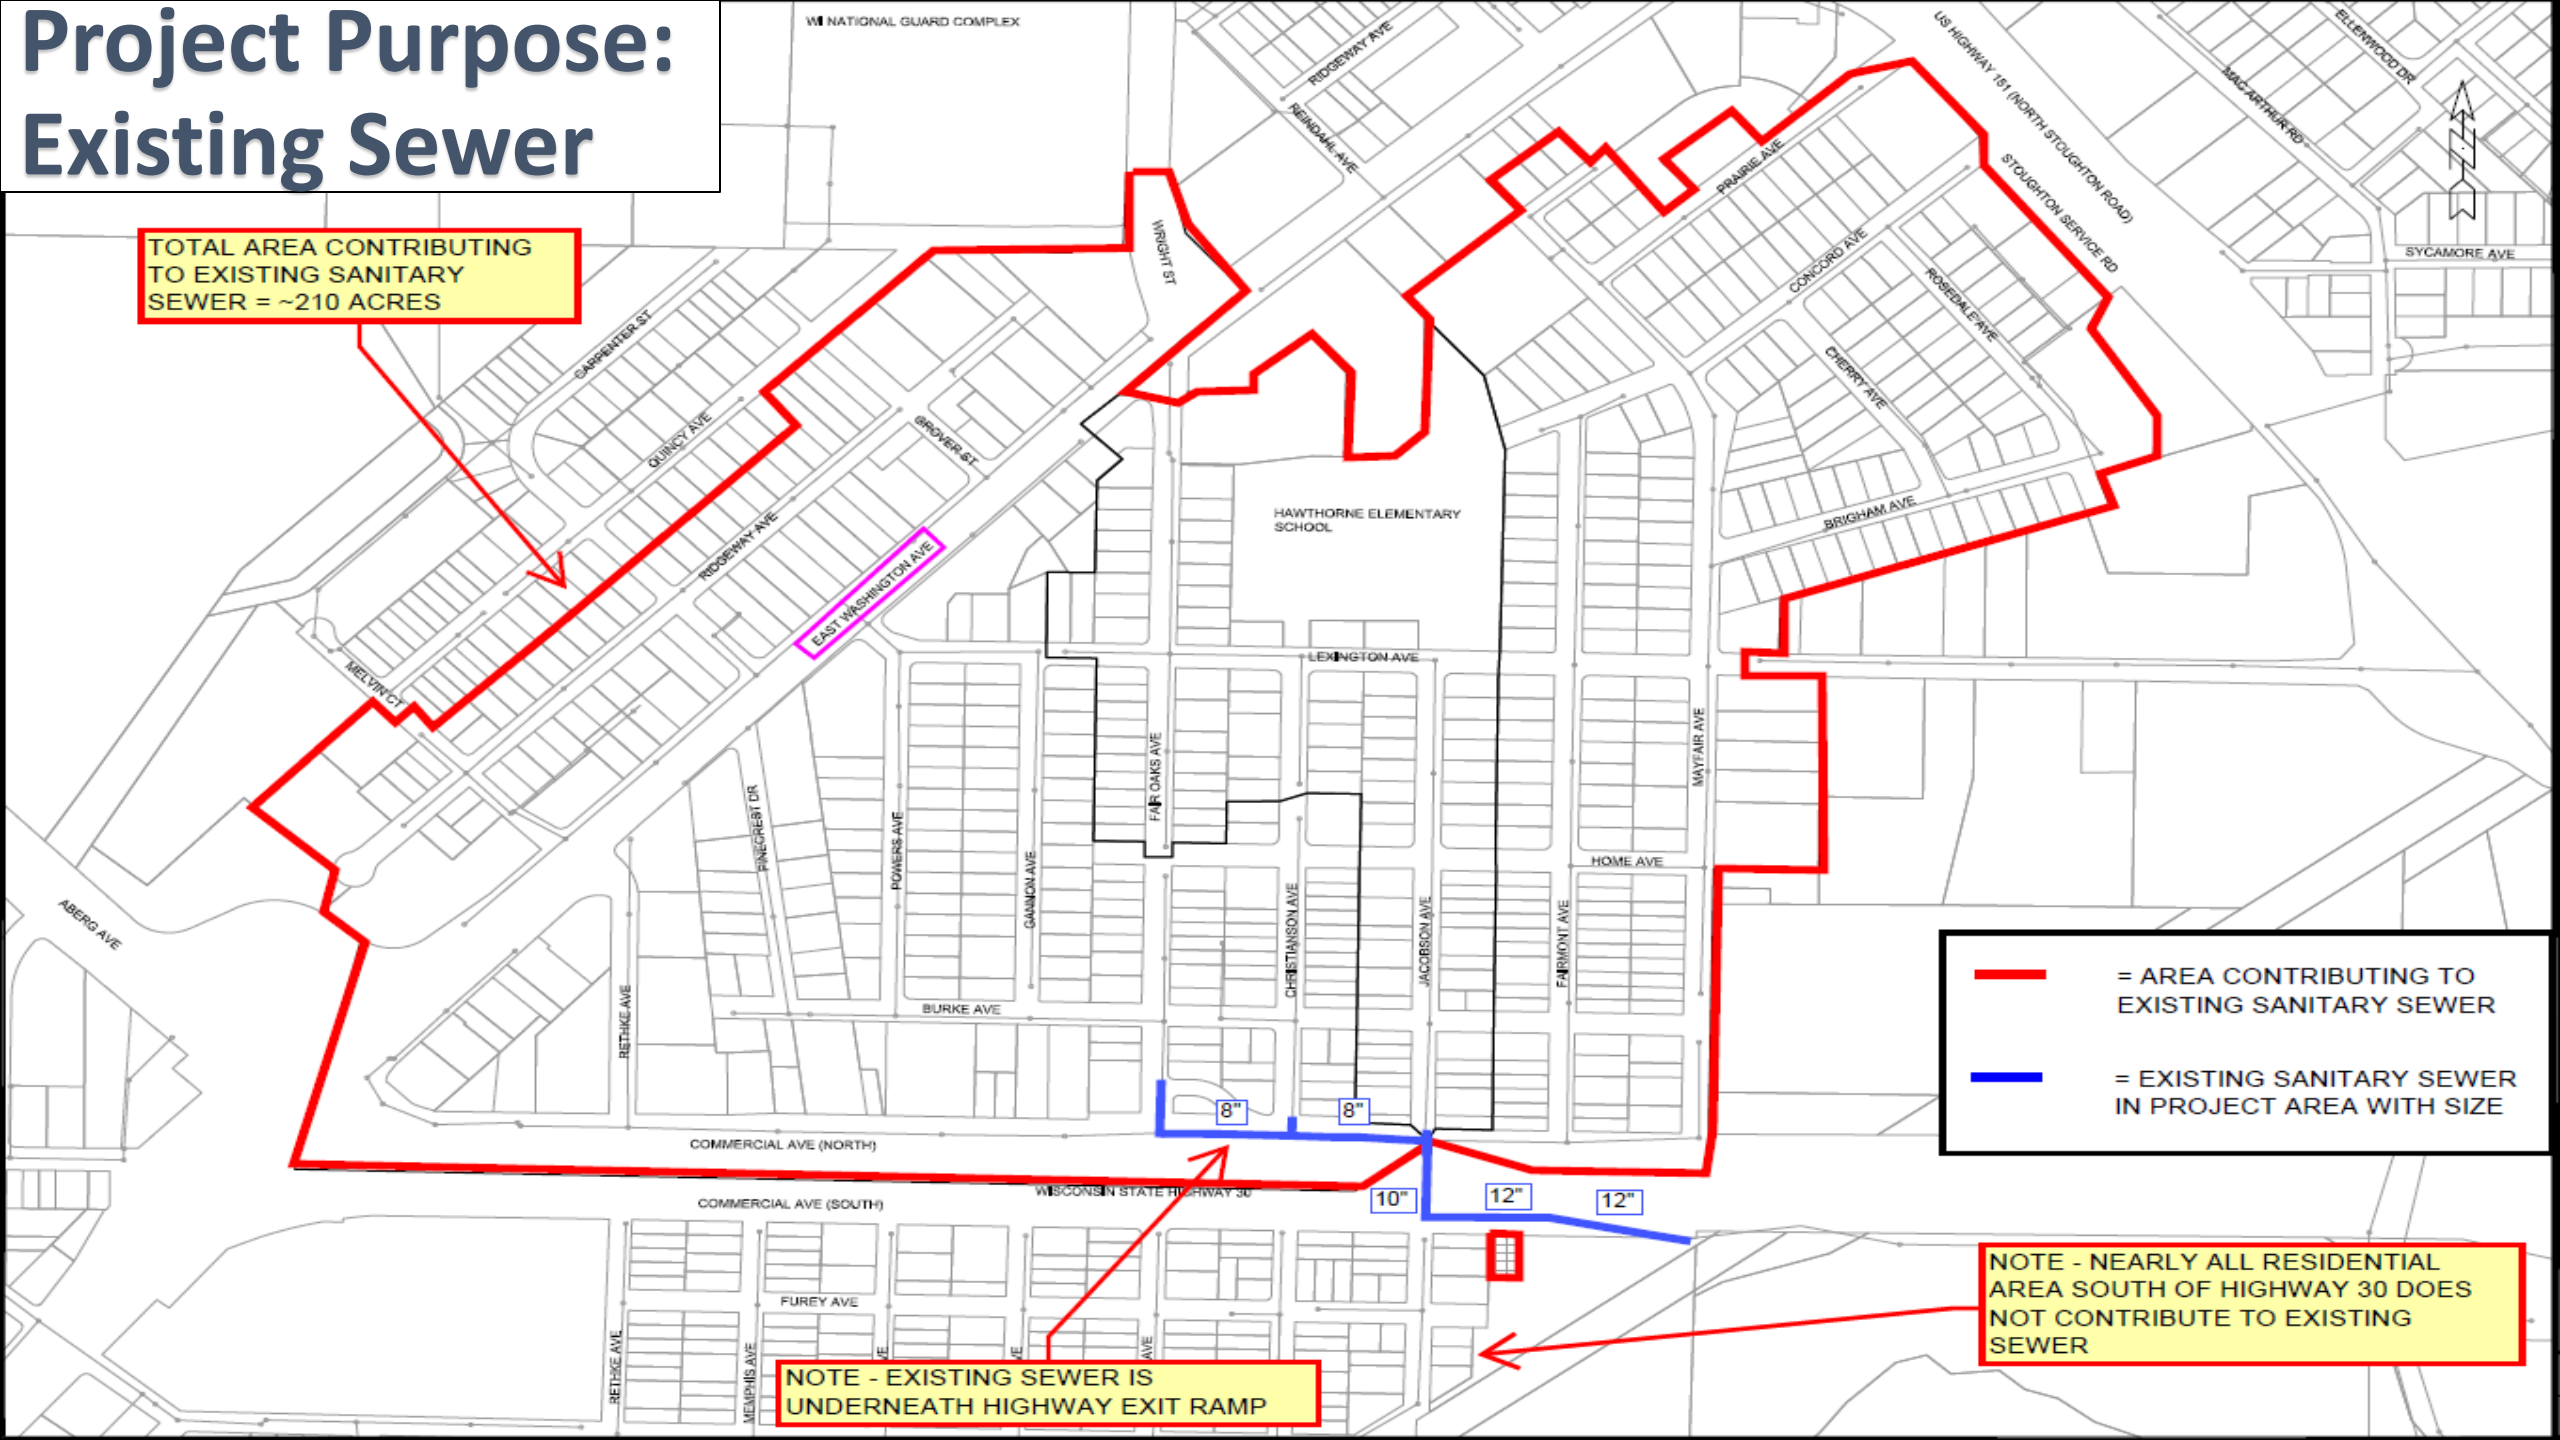 Project Purpose:
Existing Sewer
WI NATIONAL GUARD COMPLEX
RIDGEWAY AVE
REINDAHL AVE
US HIGHWAY 151 (NORTH STOUGHTON ROAD)
STOUGHTON SERVICE RD
MAC ARTHUR RD
ELLENWOOD DR
SYCAMORE AVE
TOTAL AREA CONTRIBUTING
TO EXISTING SANITARY
SEWER = ~210 ACRES
WRIGHT ST
PRAIRIE AVE
CONCORD AVE
ROSEDALE AVE
CHERRY AVE
BRIGHAM AVE
CARPENTER ST
QUINCY AVE
GROVER ST
RIDGEWAY AVE
EAST WASHINGTON AVE
HAWTHORNE ELEMENTARY
SCHOOL
LEXINGTON AVE
MELVIN CT
ABERG AVE
PINECREST DR
POWERS AVE
GANNON AVE
FAIR OAKS AVE
CHRISTIANSON AVE
JACOBSON AVE
FAIRMONT AVE
MAYFAIR AVE
HOME AVE
RETHKE AVE
BURKE AVE
= AREA CONTRIBUTING TO
EXISTING SANITARY SEWER
= EXISTING SANITARY SEWER
IN PROJECT AREA WITH SIZE
8"
8"
COMMERCIAL AVE (NORTH)
WISCONSIN STATE HIGHWAY 30
COMMERCIAL AVE (SOUTH)
10"
12"
12"
FUREY AVE
RETHKE AVE
MEMPHIS AVE
VE
VE
AVE
NOTE - EXISTING SEWER IS
UNDERNEATH HIGHWAY EXIT RAMP
NOTE - NEARLY ALL RESIDENTIAL
AREA SOUTH OF HIGHWAY 30 DOES
NOT CONTRIBUTE TO EXISTING
SEWER